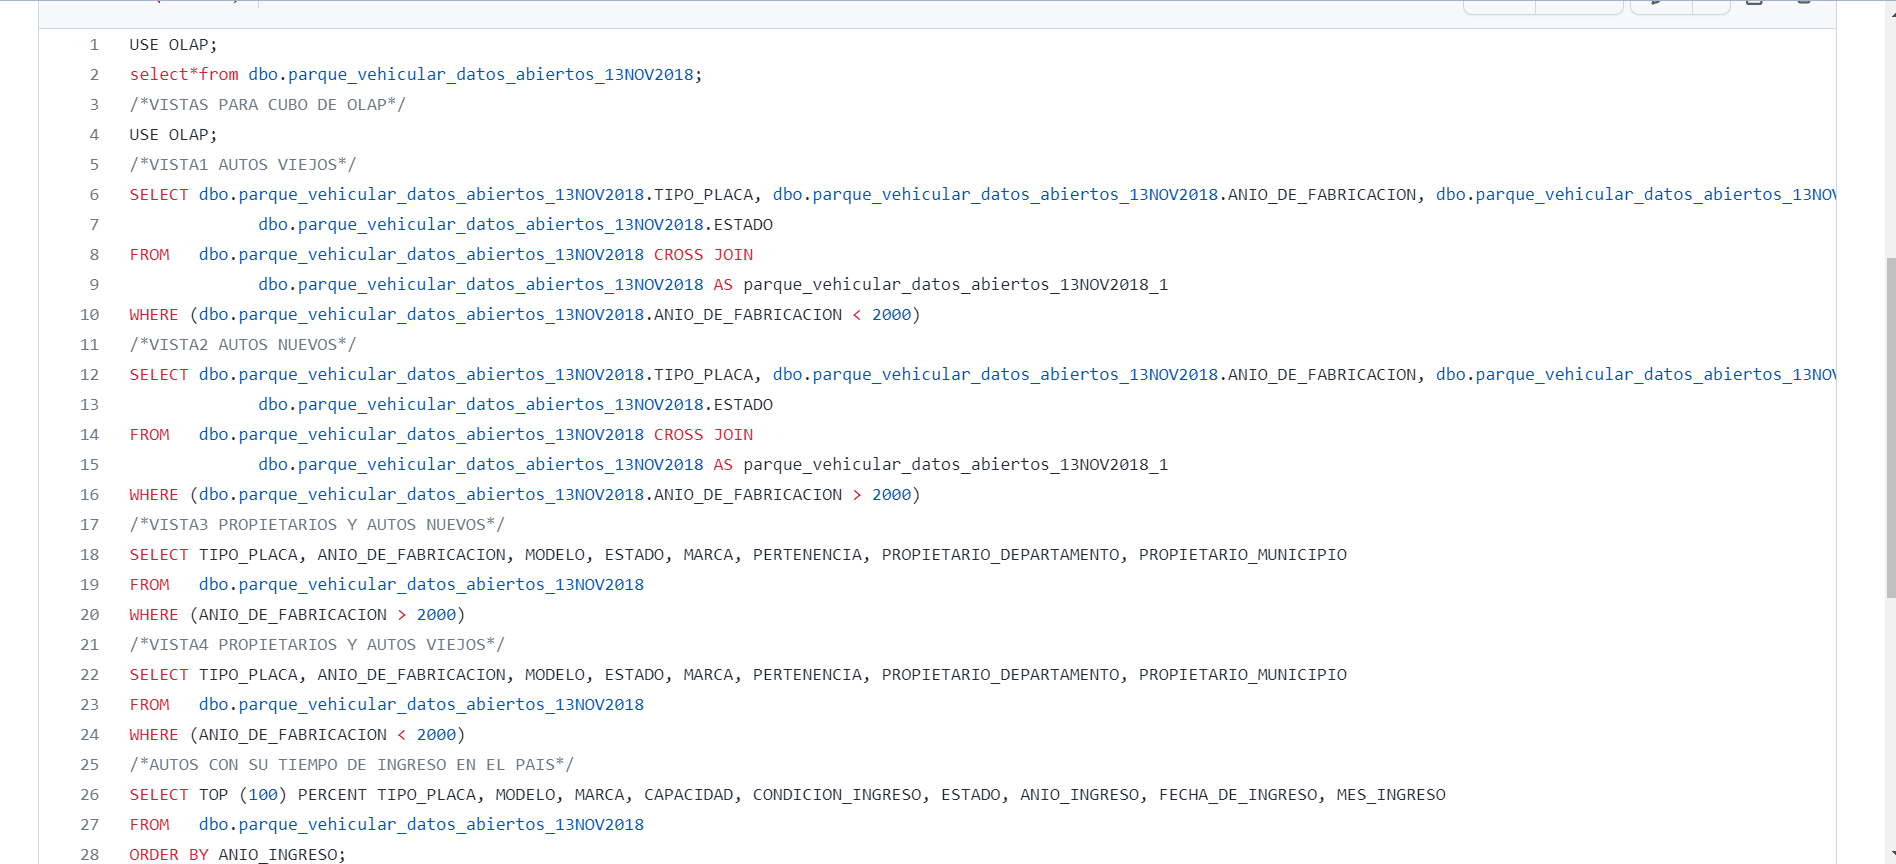 1 USE OLAP;
2 select*from dbo.parque_vehicular_datos_abiertos_13NOV2018;
3 /*VISTAS PARA CUBO DE OLAP*/
4 USE OLAP;
5 /*VISTA1 AUTOS VIEJOS*/
6 SELECT dbo.parque_vehicular_datos_abiertos_13NOV2018.TIPO_PLACA, dbo.parque_vehicular_datos_abiertos_13NOV2018.ANIO_DE_FABRICACION, dbo.parque_vehicular_datos_abiertos_13NOV
7 dbo.parque_vehicular_datos_abiertos_13NOV2018.ESTADO
8 FROM dbo.parque_vehicular_datos_abiertos_13NOV2018 CROSS JOIN
9 dbo.parque_vehicular_datos_abiertos_13NOV2018 AS parque_vehicular_datos_abiertos_13NOV2018_1
10 WHERE (dbo.parque_vehicular_datos_abiertos_13NOV2018.ANIO_DE_FABRICACION < 2000)
11 /*VISTA2 AUTOS NUEVOS*/
12 SELECT dbo.parque_vehicular_datos_abiertos_13NOV2018.TIPO_PLACA, dbo.parque_vehicular_datos_abiertos_13NOV2018.ANIO_DE_FABRICACION, dbo.parque_vehicular_datos_abiertos_13NOV
13 dbo.parque_vehicular_datos_abiertos_13NOV2018.ESTADO
14 FROM dbo.parque_vehicular_datos_abiertos_13NOV2018 CROSS JOIN
15 dbo.parque_vehicular_datos_abiertos_13NOV2018 AS parque_vehicular_datos_abiertos_13NOV2018_1
16 WHERE (dbo.parque_vehicular_datos_abiertos_13NOV2018.ANIO_DE_FABRICACION > 2000)
17 /*VISTA3 PROPIETARIOS Y AUTOS NUEVOS*/
18 SELECT TIPO_PLACA, ANIO_DE_FABRICACION, MODELO, ESTADO, MARCA, PERTENENCIA, PROPIETARIO_DEPARTAMENTO, PROPIETARIO_MUNICIPIO
19 FROM dbo.parque_vehicular_datos_abiertos_13NOV2018
20 WHERE (ANIO_DE_FABRICACION > 2000)
21 /*VISTA4 PROPIETARIOS Y AUTOS VIEJOS*/
22 SELECT TIPO_PLACA, ANIO_DE_FABRICACION, MODELO, ESTADO, MARCA, PERTENENCIA, PROPIETARIO_DEPARTAMENTO, PROPIETARIO_MUNICIPIO
23 FROM dbo.parque_vehicular_datos_abiertos_13NOV2018
24 WHERE (ANIO_DE_FABRICACION < 2000)
25 /*AUTOS CON SU TIEMPO DE INGRESO EN EL PAIS*/
26 SELECT TOP (100) PERCENT TIPO_PLACA, MODELO, MARCA, CAPACIDAD, CONDICION_INGRESO, ESTADO, ANIO_INGRESO, FECHA_DE_INGRESO, MES_INGRESO
27 FROM dbo.parque_vehicular_datos_abiertos_13NOV2018
28 ORDER BY ANIO_INGRESO;